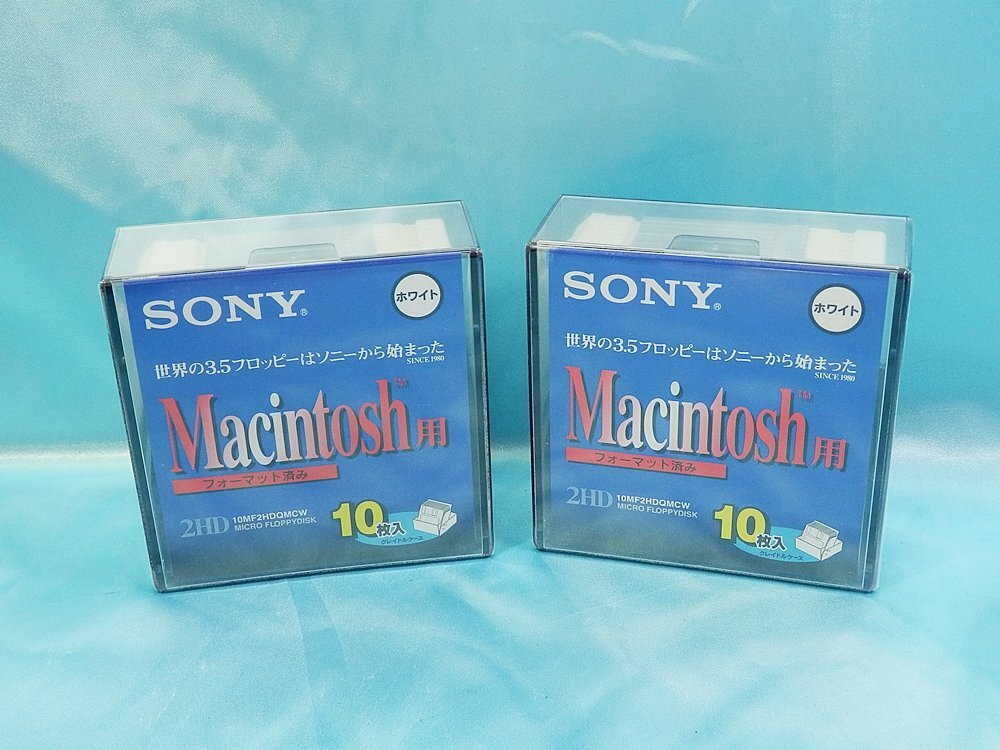 SONY®
ホワイト
世界の3.5フロッピーはソニーから始まった
SINCE 1980
Macintosh™用
フォーマット済み
2HD 10MF2HDQMCW
MICRO FLOPPYDISK
10枚入
クレイドルケース
SONY®
ホワイト
世界の3.5フロッピーはソニーから始まった
SINCE 1980
Macintosh™用
フォーマット済み
2HD 10MF2HDQMCW
MICRO FLOPPYDISK
10枚入
クレイドルケース